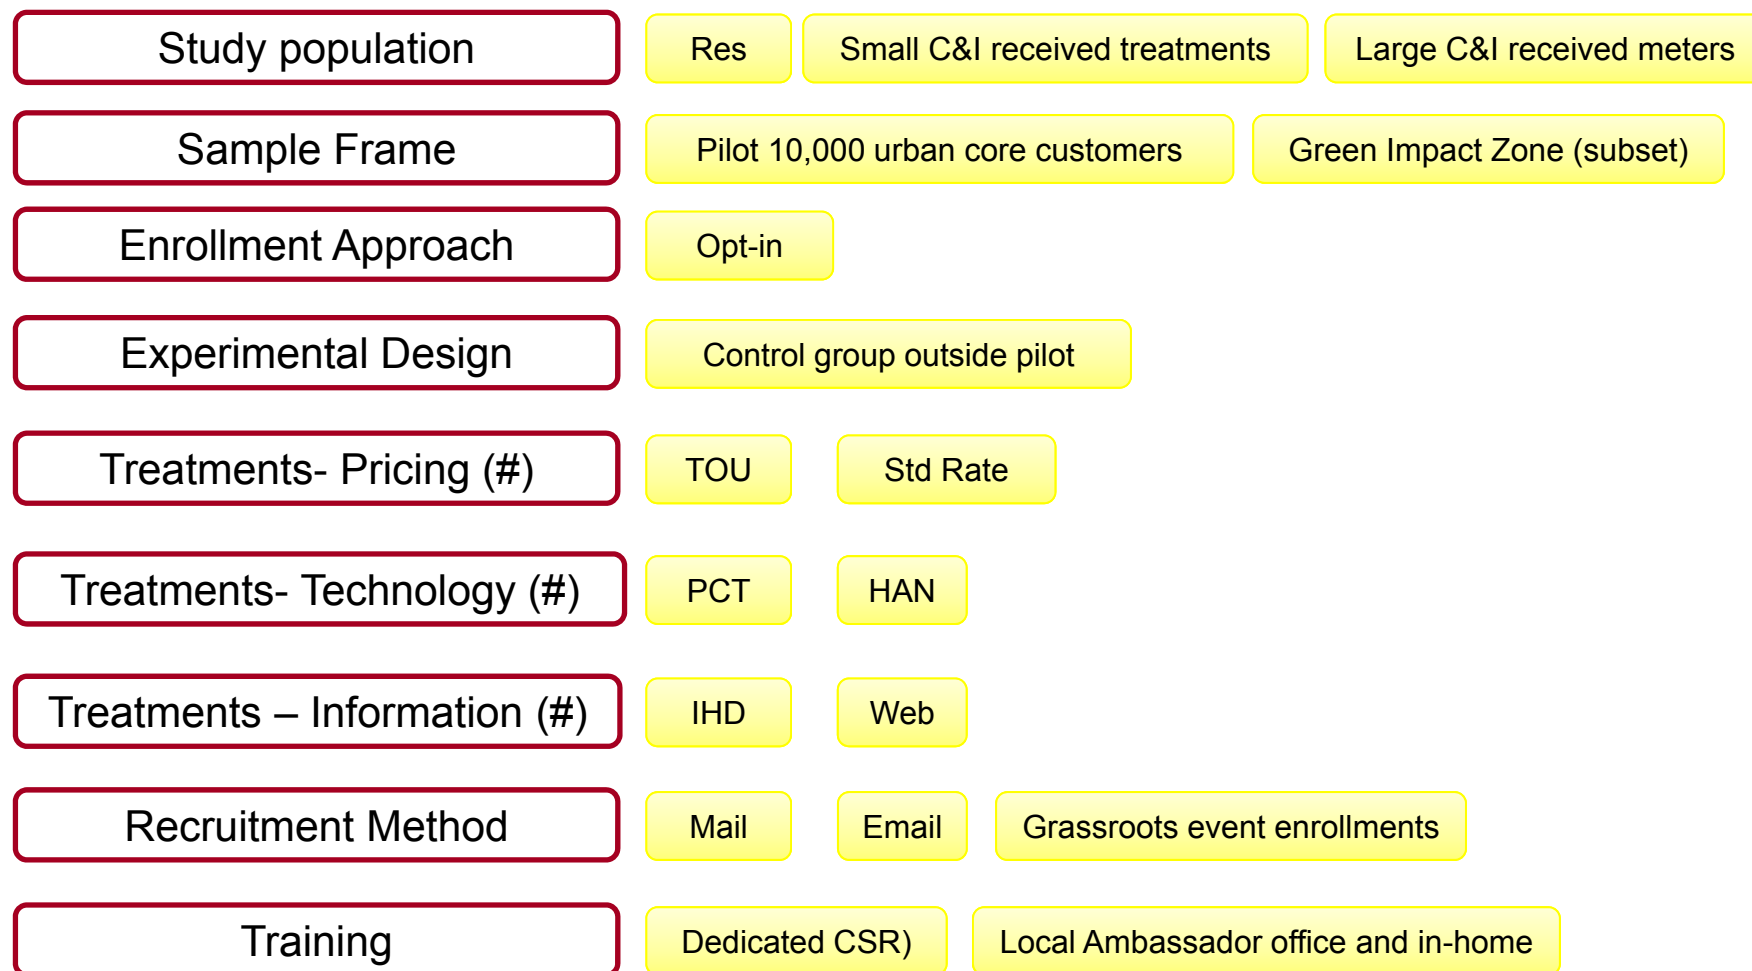 Study population Res Small C&I received treatments Large C&I received meters
Sample Frame Pilot 10,000 urban core customers Green Impact Zone (subset)
Enrollment Approach Opt-in
Experimental Design Control group outside pilot
Treatments- Pricing (#) TOU Std Rate
Treatments- Technology (#) PCT HAN
Treatments – Information (#) IHD Web
Recruitment Method Mail Email Grassroots event enrollments
Training Dedicated CSR) Local Ambassador office and in-home